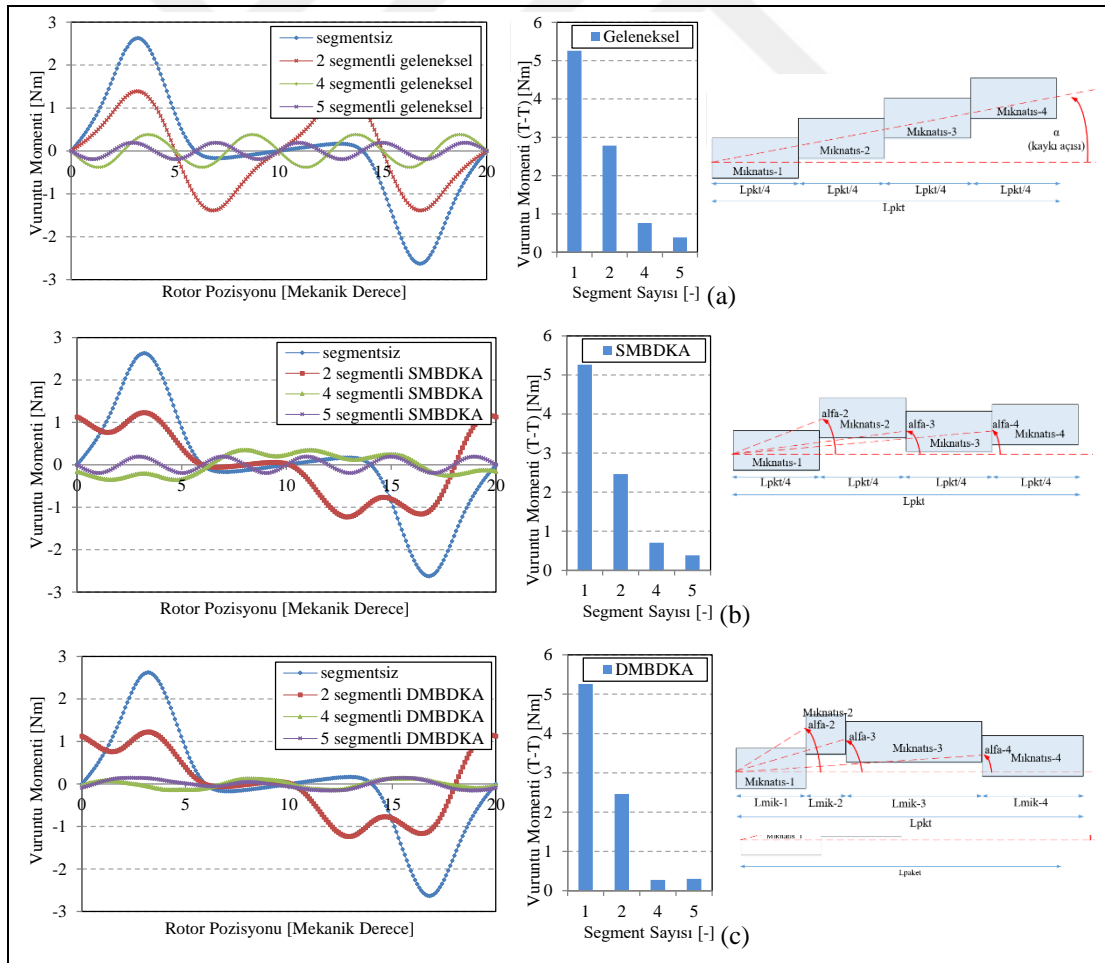 3
2
1
0
-1
-2
-3
0
5
10
15
20
Vuruntu Momenti [Nm]
Rotor Pozisyonu [Mekanik Derece]
segmentsiz
2 segmentli geleneksel
4 segmentli geleneksel
5 segmentli geleneksel
6
5
4
3
2
1
0
1 2 4 5
Vuruntu Momenti (T-T) [Nm]
Segment Sayısı [-]
Geleneksel
(a)
Mıknatıs-4
Mıknatıs-3
Mıknatıs-2
Mıknatıs-1
α
(kaykı açısı)
Lpkt/4 Lpkt/4 Lpkt/4 Lpkt/4
Lpkt
3
2
1
0
-1
-2
-3
0
5
10
15
20
Vuruntu Momenti [Nm]
Rotor Pozisyonu [Mekanik Derece]
segmentsiz
2 segmentli SMBDKA
4 segmentli SMBDKA
5 segmentli SMBDKA
6
5
4
3
2
1
0
1 2 4 5
Vuruntu Momenti (T-T) [Nm]
Segment Sayısı [-]
SMBDKA
(b)
alfa-2
Mıknatıs-2
alfa-3
Mıknatıs-3
alfa-4
Mıknatıs-4
Mıknatıs-1
Lpkt/4 Lpkt/4 Lpkt/4 Lpkt/4
Lpkt
3
2
1
0
-1
-2
-3
0
5
10
15
20
Vuruntu Momenti [Nm]
Rotor Pozisyonu [Mekanik Derece]
segmentsiz
2 segmentli DMBDKA
4 segmentli DMBDKA
5 segmentli DMBDKA
6
5
4
3
2
1
0
1 2 4 5
Vuruntu Momenti (T-T) [Nm]
Segment Sayısı [-]
DMBDKA
(c)
Mıknatıs-2
alfa-2
alfa-3
Mıknatıs-3
alfa-4
Mıknatıs-4
Mıknatıs-1
Lmik-1 Lmik-2 Lmik-3 Lmik-4
Lpkt
Lpaket